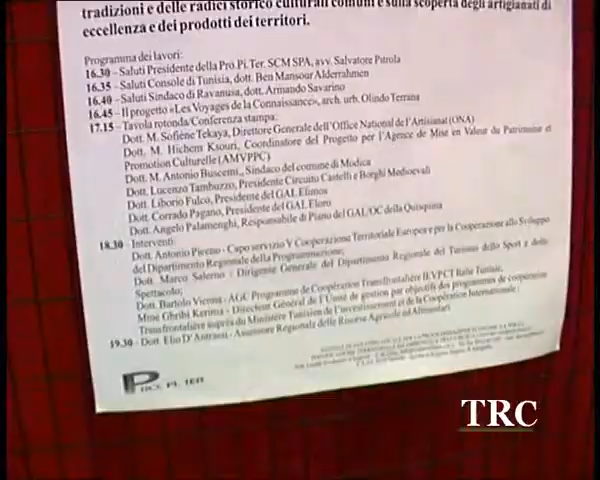 tradizioni e delle radici storico culturali comuni e sulla scoperta degli artigianati di
eccellenza e dei prodotti dei territori.
Programma dei lavori:
16.30 – Saluti Presidente della Pro.Pi.Ter. SCM SPA, avv. Salvatore Pitrola
16.35 – Saluti Console di Tunisia, dott. Ben Mansour Alderrahmen
16.40 – Saluti Sindaco di Ravanusa, dott. Armando Savarino
16.45 – Il progetto «Les Voyages de la Connaissance», arch. urb. Olindo Terrana
17.15 – Tavola rotonda/Conferenza stampa:
Dott. M. Sofiène Tekaya, Directore Generale dell'Office National de l'Artisanat (ONA)
Dott. M. Hichem Ksouri, Coordinatore del Progetto per l'Agence de Mise en Valeur du Patrimoine et
Promotion Culturelle (AMVPPC)
Dott. M. Antonio Buscemi,, Sindaco del comune di Modica
Dott. Lucenzo Tambuzzo, Presidente Circuito Castelli e Borghi Medioevali
Dott. Liborio Fulco, Presidente del GAL Elimos
Dott. Corrado Pagano, Presidente del GAL Eloro
Dott. Angelo Palamenghi, Responsabile di Piano del GAL/OC della Quisquina
18.30 – Interventi:
Dott. Antonio Piceno - Capo servizio V Cooperazione Territoriale Europea e per la Cooperazione allo Sviluppo
del Dipartimento Regionale della Programmazione;
Dott. Marco Salerno - Dirigente Generale del Dipartimento Regionale del Turismo dello Sport e dello
Spettacolo;
Dott. Bartolo Vienna - AGC Programme de Coopération Transfrontalière IEVPCT Italie Tunisie;
Mme Ghribi Kerima - Directeur Général de l'Unité de gestion par objectifs des programmes de coopération
Transfrontalière auprès du Ministère Tunisien de l'investissement et de la Coopération Internationale;
19.30 – Dott. Elio D'Antrassi - Assessore Regionale delle Risorse Agricole ed Alimentari
PRO. PI. TER
TRC